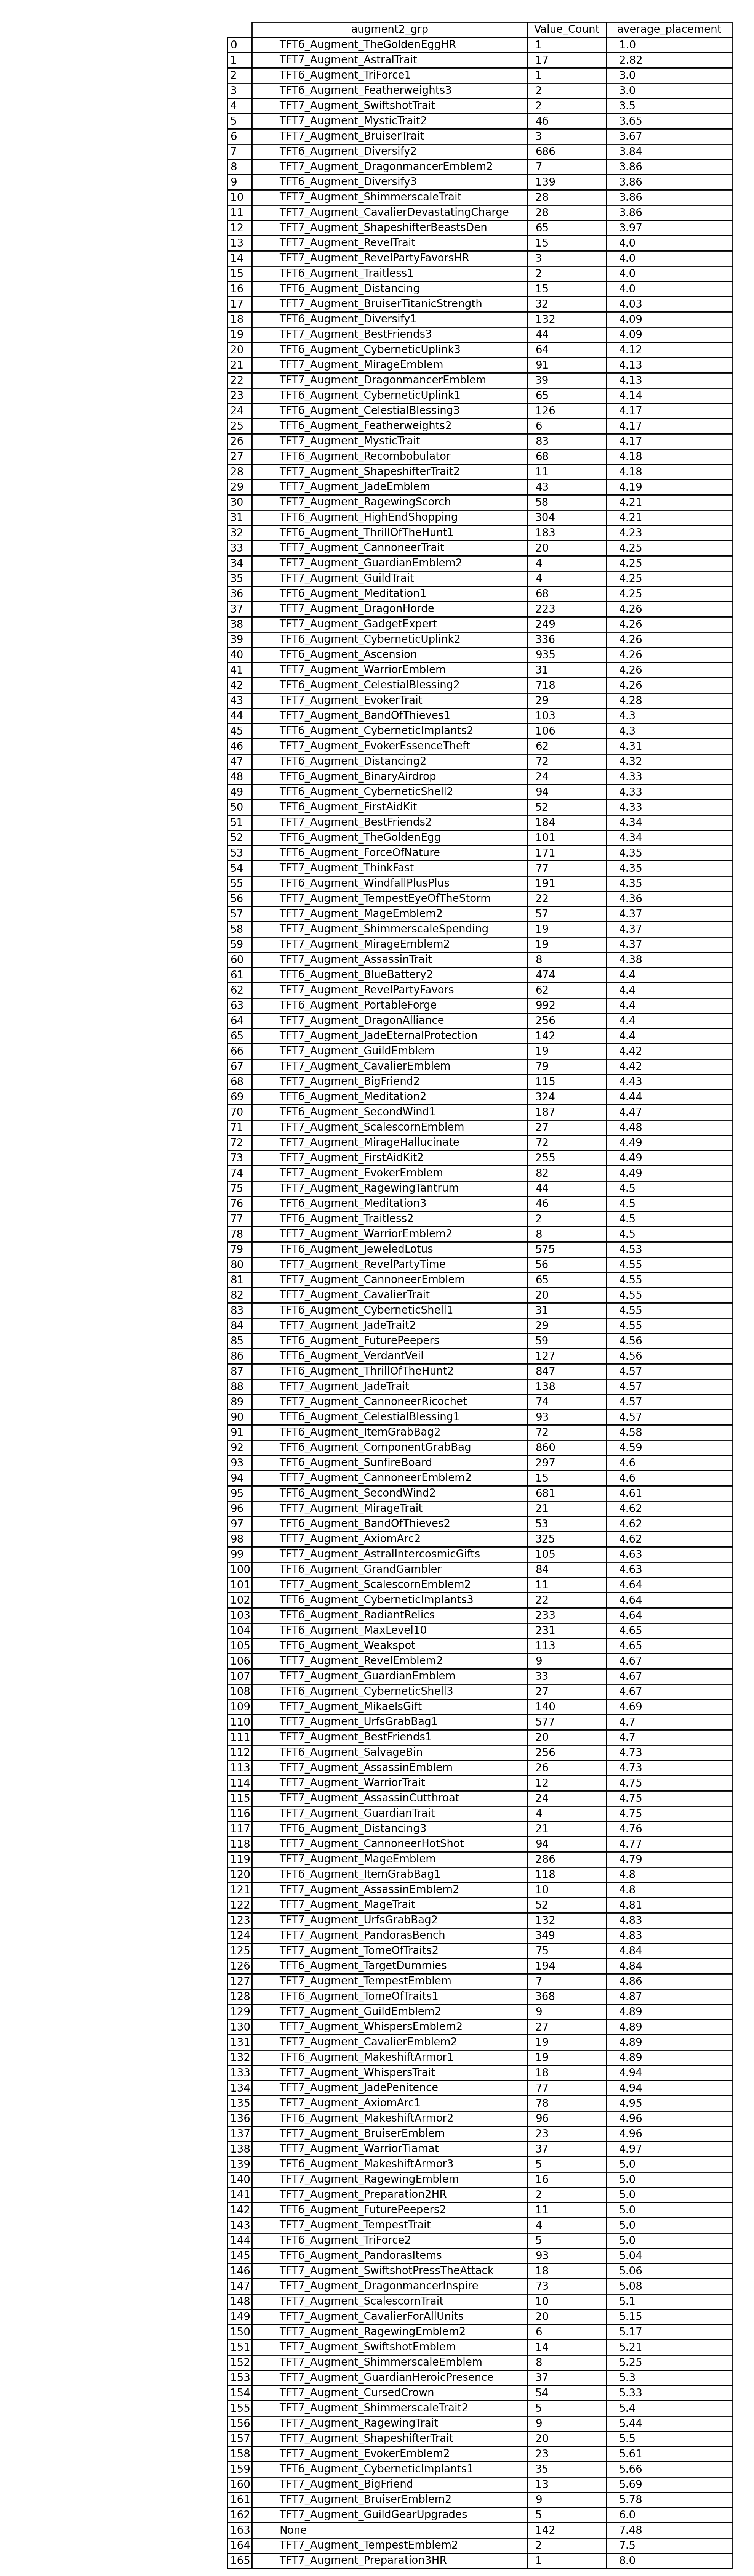 augment2_grp Value_Count average_placement
0 TFT6_Augment_TheGoldenEggHR 1 1.0
1 TFT7_Augment_AstralTrait 17 2.82
2 TFT6_Augment_TriForce1 1 3.0
3 TFT6_Augment_Featherweights3 2 3.0
4 TFT7_Augment_SwiftshotTrait 2 3.5
5 TFT7_Augment_MysticTrait2 46 3.65
6 TFT7_Augment_BruiserTrait 3 3.67
7 TFT6_Augment_Diversify2 686 3.84
8 TFT7_Augment_DragonmancerEmblem2 7 3.86
9 TFT6_Augment_Diversify3 139 3.86
10 TFT7_Augment_ShimmerscaleTrait 28 3.86
11 TFT7_Augment_CavalierDevastatingCharge 28 3.86
12 TFT7_Augment_ShapeshifterBeastsDen 65 3.97
13 TFT7_Augment_RevelTrait 15 4.0
14 TFT7_Augment_RevelPartyFavorsHR 3 4.0
15 TFT6_Augment_Traitless1 2 4.0
16 TFT6_Augment_Distancing 15 4.0
17 TFT7_Augment_BruiserTitanicStrength 32 4.03
18 TFT6_Augment_Diversify1 132 4.09
19 TFT7_Augment_BestFriends3 44 4.09
20 TFT6_Augment_CyberneticUplink3 64 4.12
21 TFT7_Augment_MirageEmblem 91 4.13
22 TFT7_Augment_DragonmancerEmblem 39 4.13
23 TFT6_Augment_CyberneticUplink1 65 4.14
24 TFT6_Augment_CelestialBlessing3 126 4.17
25 TFT6_Augment_Featherweights2 6 4.17
26 TFT7_Augment_MysticTrait 83 4.17
27 TFT6_Augment_Recombobulator 68 4.18
28 TFT7_Augment_ShapeshifterTrait2 11 4.18
29 TFT7_Augment_JadeEmblem 43 4.19
30 TFT7_Augment_RagewingScorch 58 4.21
31 TFT6_Augment_HighEndShopping 304 4.21
32 TFT6_Augment_ThrillOfTheHunt1 183 4.23
33 TFT7_Augment_CannoneerTrait 20 4.25
34 TFT7_Augment_GuardianEmblem2 4 4.25
35 TFT7_Augment_GuildTrait 4 4.25
36 TFT6_Augment_Meditation1 68 4.25
37 TFT7_Augment_DragonHorde 223 4.26
38 TFT7_Augment_GadgetExpert 249 4.26
39 TFT6_Augment_CyberneticUplink2 336 4.26
40 TFT6_Augment_Ascension 935 4.26
41 TFT7_Augment_WarriorEmblem 31 4.26
42 TFT6_Augment_CelestialBlessing2 718 4.26
43 TFT7_Augment_EvokerTrait 29 4.28
44 TFT7_Augment_BandOfThieves1 103 4.3
45 TFT6_Augment_CyberneticImplants2 106 4.3
46 TFT7_Augment_EvokerEssenceTheft 62 4.31
47 TFT6_Augment_Distancing2 72 4.32
48 TFT6_Augment_BinaryAirdrop 24 4.33
49 TFT6_Augment_CyberneticShell2 94 4.33
50 TFT6_Augment_FirstAidKit 52 4.33
51 TFT7_Augment_BestFriends2 184 4.34
52 TFT6_Augment_TheGoldenEgg 101 4.34
53 TFT6_Augment_ForceOfNature 171 4.35
54 TFT7_Augment_ThinkFast 77 4.35
55 TFT6_Augment_WindfallPlusPlus 191 4.35
56 TFT7_Augment_TempestEyeOfTheStorm 22 4.36
57 TFT7_Augment_MageEmblem2 57 4.37
58 TFT7_Augment_ShimmerscaleSpending 19 4.37
59 TFT7_Augment_MirageEmblem2 19 4.37
60 TFT7_Augment_AssassinTrait 8 4.38
61 TFT6_Augment_BlueBattery2 474 4.4
62 TFT7_Augment_RevelPartyFavors 62 4.4
63 TFT6_Augment_PortableForge 992 4.4
64 TFT7_Augment_DragonAlliance 256 4.4
65 TFT7_Augment_JadeEternalProtection 142 4.4
66 TFT7_Augment_GuildEmblem 19 4.42
67 TFT7_Augment_CavalierEmblem 79 4.42
68 TFT7_Augment_BigFriend2 115 4.43
69 TFT6_Augment_Meditation2 324 4.44
70 TFT6_Augment_SecondWind1 187 4.47
71 TFT7_Augment_ScalescornEmblem 27 4.48
72 TFT7_Augment_MirageHallucinate 72 4.49
73 TFT7_Augment_FirstAidKit2 255 4.49
74 TFT7_Augment_EvokerEmblem 82 4.49
75 TFT7_Augment_RagewingTantrum 44 4.5
76 TFT6_Augment_Meditation3 46 4.5
77 TFT6_Augment_Traitless2 2 4.5
78 TFT7_Augment_WarriorEmblem2 8 4.5
79 TFT6_Augment_JeweledLotus 575 4.53
80 TFT7_Augment_RevelPartyTime 56 4.55
81 TFT7_Augment_CannoneerEmblem 65 4.55
82 TFT7_Augment_CavalierTrait 20 4.55
83 TFT6_Augment_CyberneticShell1 31 4.55
84 TFT7_Augment_JadeTrait2 29 4.55
85 TFT6_Augment_FuturePeepers 59 4.56
86 TFT6_Augment_VerdantVeil 127 4.56
87 TFT6_Augment_ThrillOfTheHunt2 847 4.57
88 TFT7_Augment_JadeTrait 138 4.57
89 TFT7_Augment_CannoneerRicochet 74 4.57
90 TFT6_Augment_CelestialBlessing1 93 4.57
91 TFT6_Augment_ItemGrabBag2 72 4.58
92 TFT6_Augment_ComponentGrabBag 860 4.59
93 TFT6_Augment_SunfireBoard 297 4.6
94 TFT7_Augment_CannoneerEmblem2 15 4.6
95 TFT6_Augment_SecondWind2 681 4.61
96 TFT7_Augment_MirageTrait 21 4.62
97 TFT6_Augment_BandOfThieves2 53 4.62
98 TFT7_Augment_AxiomArc2 325 4.62
99 TFT7_Augment_AstralIntercosmicGifts 105 4.63
100 TFT6_Augment_GrandGambler 84 4.63
101 TFT7_Augment_ScalescornEmblem2 11 4.64
102 TFT6_Augment_CyberneticImplants3 22 4.64
103 TFT6_Augment_RadiantRelics 233 4.64
104 TFT6_Augment_MaxLevel10 231 4.65
105 TFT6_Augment_Weakspot 113 4.65
106 TFT7_Augment_RevelEmblem2 9 4.67
107 TFT7_Augment_GuardianEmblem 33 4.67
108 TFT6_Augment_CyberneticShell3 27 4.67
109 TFT7_Augment_MikaelsGift 140 4.69
110 TFT7_Augment_UrfsGrabBag1 577 4.7
111 TFT7_Augment_BestFriends1 20 4.7
112 TFT6_Augment_SalvageBin 256 4.73
113 TFT7_Augment_AssassinEmblem 26 4.73
114 TFT7_Augment_WarriorTrait 12 4.75
115 TFT7_Augment_AssassinCutthroat 24 4.75
116 TFT7_Augment_GuardianTrait 4 4.75
117 TFT6_Augment_Distancing3 21 4.76
118 TFT7_Augment_CannoneerHotShot 94 4.77
119 TFT7_Augment_MageEmblem 286 4.79
120 TFT6_Augment_ItemGrabBag1 118 4.8
121 TFT7_Augment_AssassinEmblem2 10 4.8
122 TFT7_Augment_MageTrait 52 4.81
123 TFT7_Augment_UrfsGrabBag2 132 4.83
124 TFT7_Augment_PandorasBench 349 4.83
125 TFT7_Augment_TomeOfTraits2 75 4.84
126 TFT6_Augment_TargetDummies 194 4.84
127 TFT7_Augment_TempestEmblem 7 4.86
128 TFT6_Augment_TomeOfTraits1 368 4.87
129 TFT7_Augment_GuildEmblem2 9 4.89
130 TFT7_Augment_WhispersEmblem2 27 4.89
131 TFT7_Augment_CavalierEmblem2 19 4.89
132 TFT6_Augment_MakeshiftArmor1 19 4.89
133 TFT7_Augment_WhispersTrait 18 4.94
134 TFT7_Augment_JadePenitence 77 4.94
135 TFT7_Augment_AxiomArc1 78 4.95
136 TFT6_Augment_MakeshiftArmor2 96 4.96
137 TFT7_Augment_BruiserEmblem 23 4.96
138 TFT7_Augment_WarriorTiamat 37 4.97
139 TFT6_Augment_MakeshiftArmor3 5 5.0
140 TFT7_Augment_RagewingEmblem 16 5.0
141 TFT7_Augment_Preparation2HR 2 5.0
142 TFT6_Augment_FuturePeepers2 11 5.0
143 TFT7_Augment_TempestTrait 4 5.0
144 TFT6_Augment_TriForce2 5 5.0
145 TFT6_Augment_PandorasItems 93 5.04
146 TFT7_Augment_SwiftshotPressTheAttack 18 5.06
147 TFT7_Augment_DragonmancerInspire 73 5.08
148 TFT7_Augment_ScalescornTrait 10 5.1
149 TFT7_Augment_CavalierForAllUnits 20 5.15
150 TFT7_Augment_RagewingEmblem2 6 5.17
151 TFT7_Augment_SwiftshotEmblem 14 5.21
152 TFT7_Augment_ShimmerscaleEmblem 8 5.25
153 TFT7_Augment_GuardianHeroicPresence 37 5.3
154 TFT7_Augment_CursedCrown 54 5.33
155 TFT7_Augment_ShimmerscaleTrait2 5 5.4
156 TFT7_Augment_RagewingTrait 9 5.44
157 TFT7_Augment_ShapeshifterTrait 20 5.5
158 TFT7_Augment_EvokerEmblem2 23 5.61
159 TFT6_Augment_CyberneticImplants1 35 5.66
160 TFT7_Augment_BigFriend 13 5.69
161 TFT7_Augment_BruiserEmblem2 9 5.78
162 TFT7_Augment_GuildGearUpgrades 5 6.0
163 None 142 7.48
164 TFT7_Augment_TempestEmblem2 2 7.5
165 TFT7_Augment_Preparation3HR 1 8.0